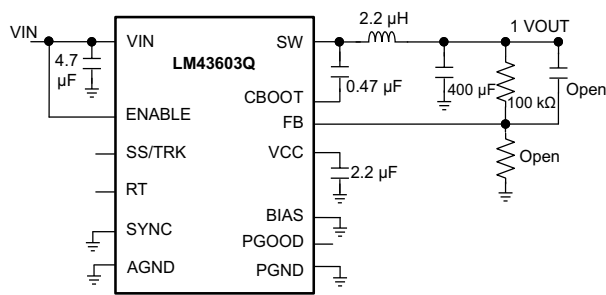 VIN
VIN
4.7
µF
LM43603Q
SW
2.2 µH
1 VOUT
0.47 µF
400 µF
100 kΩ
Open
CBOOT
ENABLE
FB
SS/TRK
VCC
Open
2.2 µF
RT
BIAS
SYNC
PGOOD
AGND
PGND